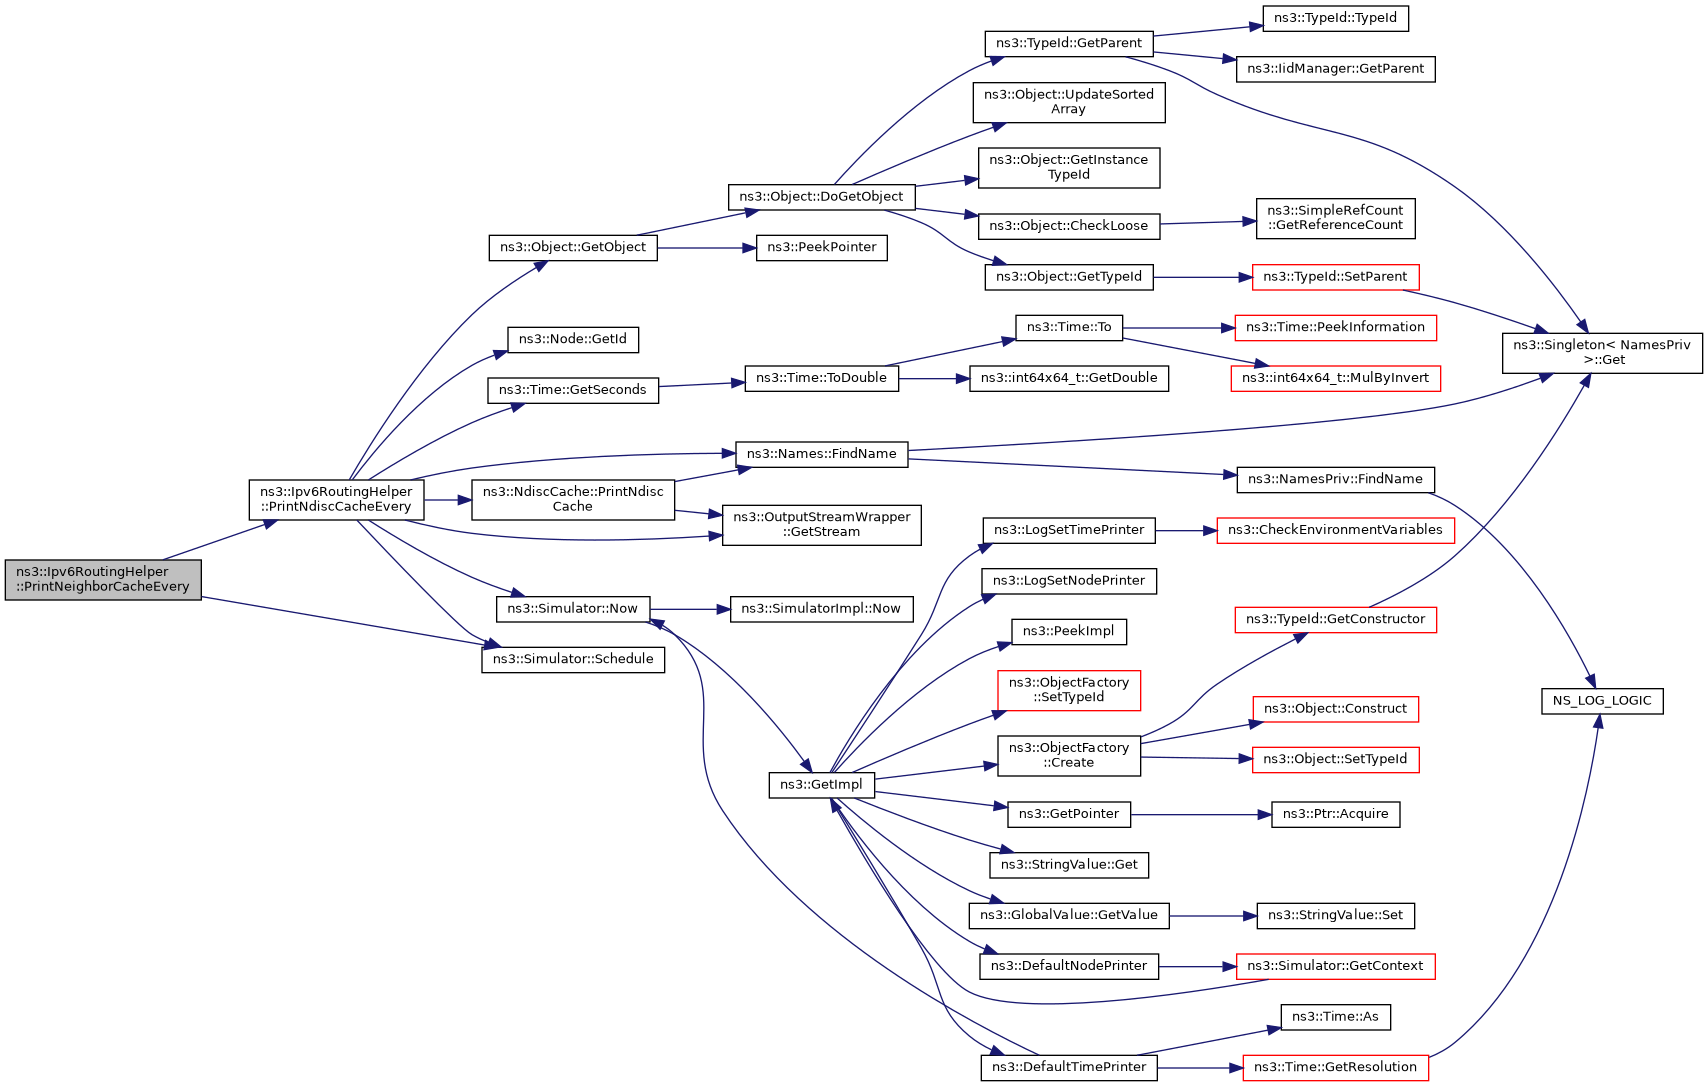 ns3::Ipv6RoutingHelper
::PrintNeighborCacheEvery
ns3::Ipv6RoutingHelper
::PrintNdiscCacheEvery
ns3::Object::GetObject
ns3::Node::GetId
ns3::Time::GetSeconds
ns3::NdiscCache::PrintNdisc
Cache
ns3::Simulator::Now
ns3::Simulator::Schedule
ns3::Object::DoGetObject
ns3::PeekPointer
ns3::Time::ToDouble
ns3::Names::FindName
ns3::OutputStreamWrapper
::GetStream
ns3::SimulatorImpl::Now
ns3::GetImpl
ns3::TypeId::GetParent
ns3::Object::UpdateSorted
Array
ns3::Object::GetInstance
TypeId
ns3::Object::CheckLoose
ns3::Object::GetTypeId
ns3::Time::To
ns3::int64x64_t::GetDouble
ns3::LogSetTimePrinter
ns3::LogSetNodePrinter
ns3::PeekImpl
ns3::ObjectFactory
::SetTypeId
ns3::ObjectFactory
::Create
ns3::GetPointer
ns3::StringValue::Get
ns3::GlobalValue::GetValue
ns3::DefaultNodePrinter
ns3::DefaultTimePrinter
ns3::TypeId::TypeId
ns3::IidManager::GetParent
ns3::SimpleRefCount
::GetReferenceCount
ns3::TypeId::SetParent
ns3::Time::PeekInformation
ns3::int64x64_t::MulByInvert
ns3::NamesPriv::FindName
ns3::CheckEnvironmentVariables
ns3::TypeId::GetConstructor
ns3::Object::Construct
ns3::Object::SetTypeId
ns3::Ptr::Acquire
ns3::StringValue::Set
ns3::Simulator::GetContext
ns3::Time::As
ns3::Time::GetResolution
ns3::Singleton< NamesPriv
>::Get
NS_LOG_LOGIC